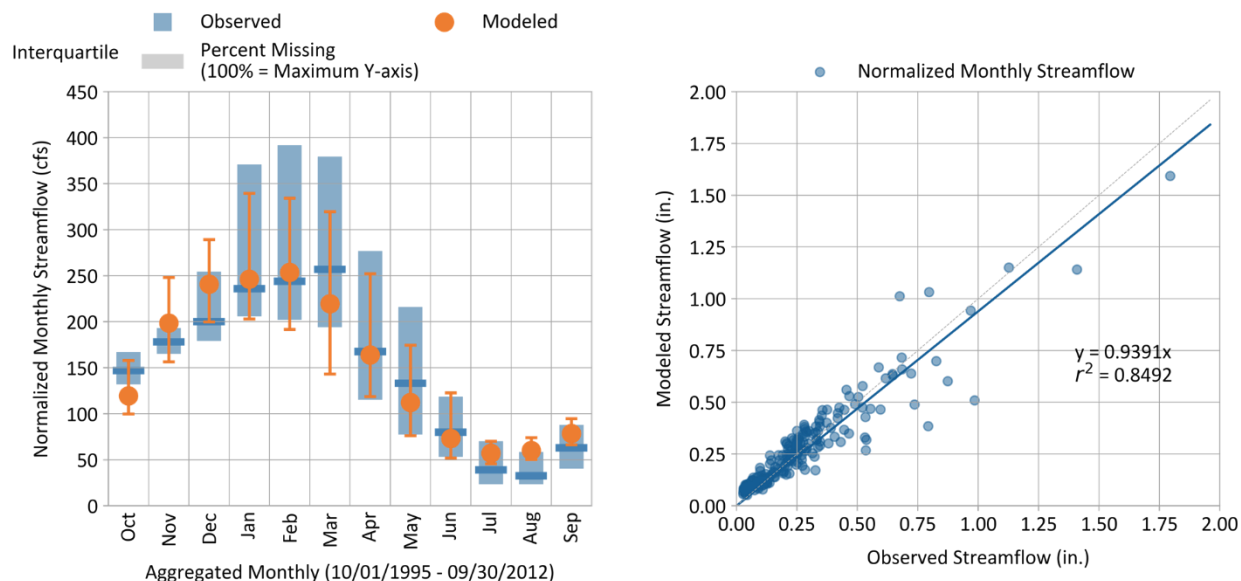 Observed
Modeled
Interquartile
Percent Missing
(100% = Maximum Y-axis)
Normalized Monthly Streamflow (cfs)
450
400
350
300
250
200
150
100
50
0
Oct
Nov
Dec
Jan
Feb
Mar
Apr
May
Jun
Jul
Aug
Sep
Aggregated Monthly (10/01/1995 - 09/30/2012)
Normalized Monthly Streamflow
Modeled Streamflow (in.)
2.00
1.75
1.50
1.25
1.00
0.75
0.50
0.25
0.00
y = 0.9391x
r² = 0.8492
0.00 0.25 0.50 0.75 1.00 1.25 1.50 1.75 2.00
Observed Streamflow (in.)